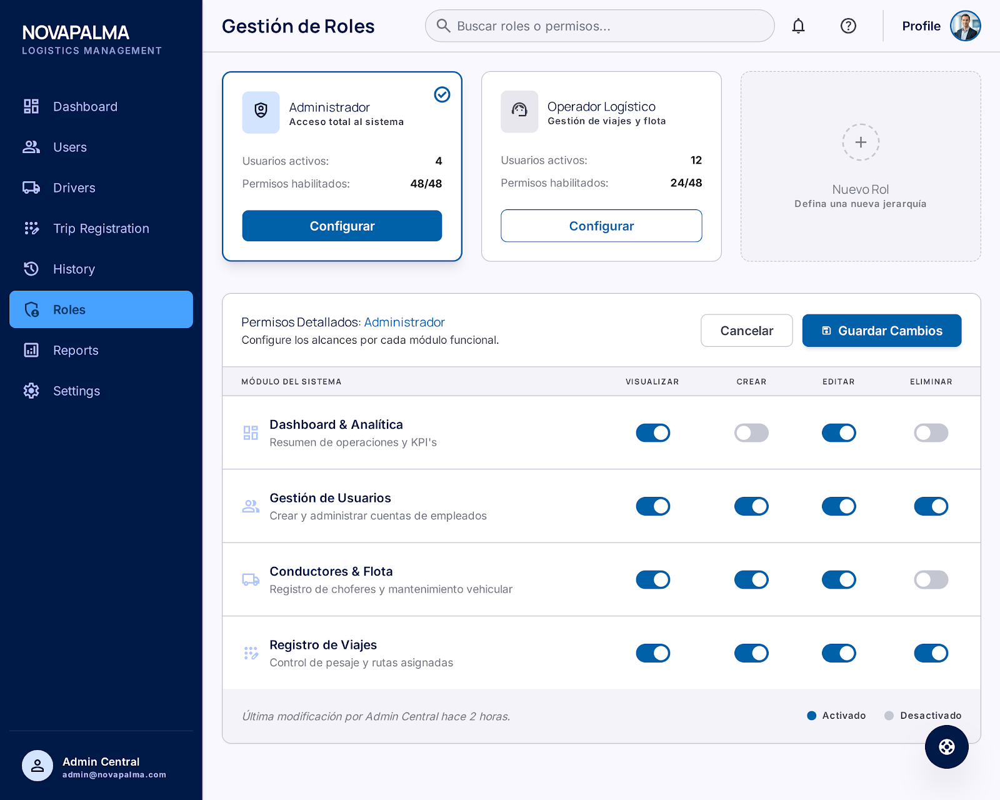 NOVAPALMA
LOGISTICS MANAGEMENT
Dashboard
Users
Drivers
Trip Registration
History
Roles
Reports
Settings
Admin Central
admin@novapalma.com
Gestión de Roles
Buscar roles o permisos...
Profile
Administrador
Acceso total al sistema
Usuarios activos: 4
Permisos habilitados: 48/48
Configurar
Operador Logístico
Gestión de viajes y flota
Usuarios activos: 12
Permisos habilitados: 24/48
Configurar
Nuevo Rol
Defina una nueva jerarquía
Permisos Detallados: Administrador
Configure los alcances por cada módulo funcional.
Cancelar
Guardar Cambios
MÓDULO DEL SISTEMA VISUALIZAR CREAR EDITAR ELIMINAR
Dashboard & Analítica
Resumen de operaciones y KPI's
Gestión de Usuarios
Crear y administrar cuentas de empleados
Conductores & Flota
Registro de choferes y mantenimiento vehicular
Registro de Viajes
Control de pesaje y rutas asignadas
Última modificación por Admin Central hace 2 horas.
Activado
Desactivado